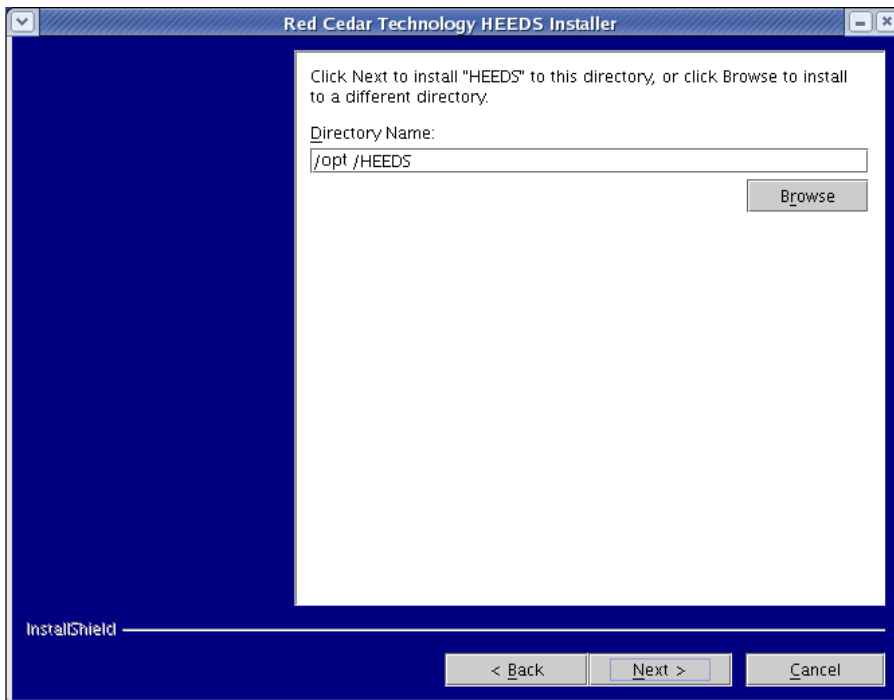 Red Cedar Technology HEEDS Installer
Click Next to install "HEEDS" to this directory, or click Browse to install
to a different directory.
Directory Name:
/opt /HEEDS
Browse
InstallShield
< Back Next > Cancel